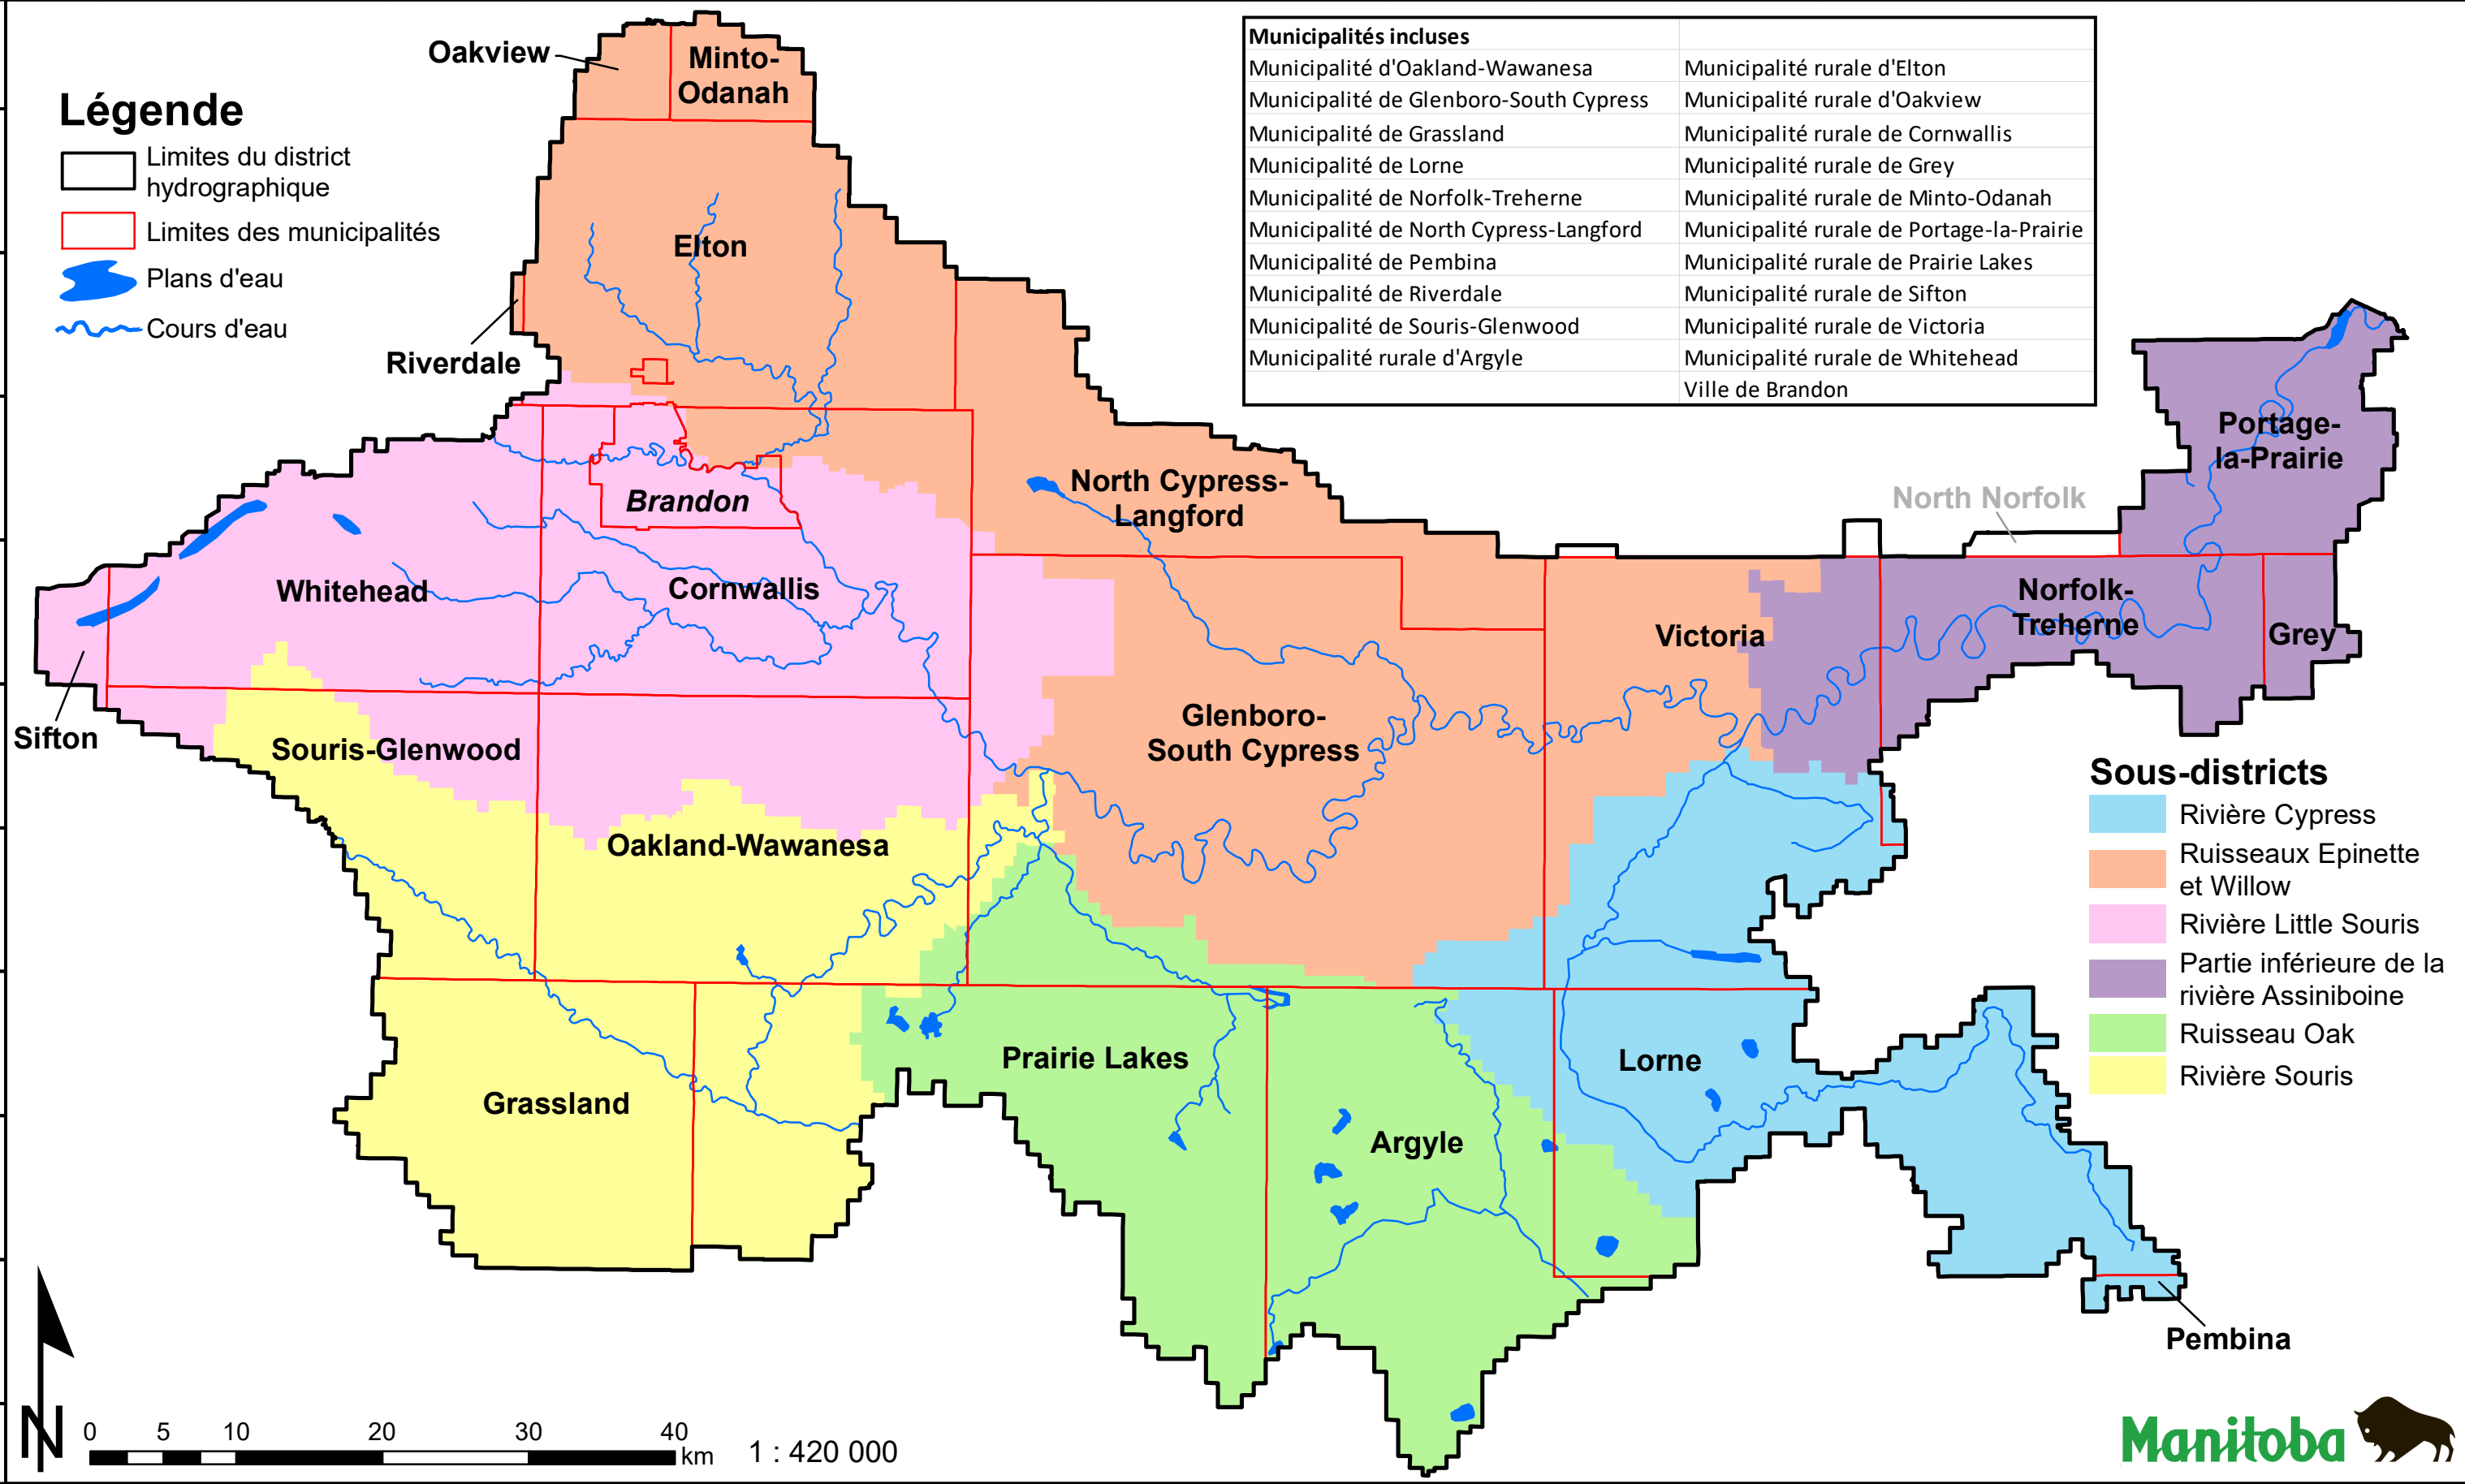 Légende
Limites du district
hydrographique
Limites des municipalités
Plans d'eau
Cours d'eau
Municipalités incluses
Municipalité d'Oakland-Wawanesa Municipalité rurale d'Elton
Municipalité de Glenboro-South Cypress Municipalité rurale d'Oakview
Municipalité de Grassland Municipalité rurale de Cornwallis
Municipalité de Lorne Municipalité rurale de Grey
Municipalité de Norfolk-Treherne Municipalité rurale de Minto-Odanah
Municipalité de North Cypress-Langford Municipalité rurale de Portage-la-Prairie
Municipalité de Pembina Municipalité rurale de Prairie Lakes
Municipalité de Riverdale Municipalité rurale de Sifton
Municipalité de Souris-Glenwood Municipalité rurale de Victoria
Municipalité rurale d'Argyle Municipalité rurale de Whitehead
Ville de Brandon
Oakview
Minto-
Odanah
Elton
Riverdale
Portage-
la-Prairie
North Cypress-
Langford
North Norfolk
Brandon
Whitehead
Cornwallis
Victoria
Norfolk-
Treherne
Grey
Sifton
Souris-Glenwood
Glenboro-
South Cypress
Oakland-Wawanesa
Prairie Lakes
Lorne
Grassland
Argyle
Pembina
Sous-districts
Rivière Cypress
Ruisseaux Epinette
et Willow
Rivière Little Souris
Partie inférieure de la
rivière Assiniboine
Ruisseau Oak
Rivière Souris
N
0 5 10 20 30 40
km
1 : 420 000
Manitoba